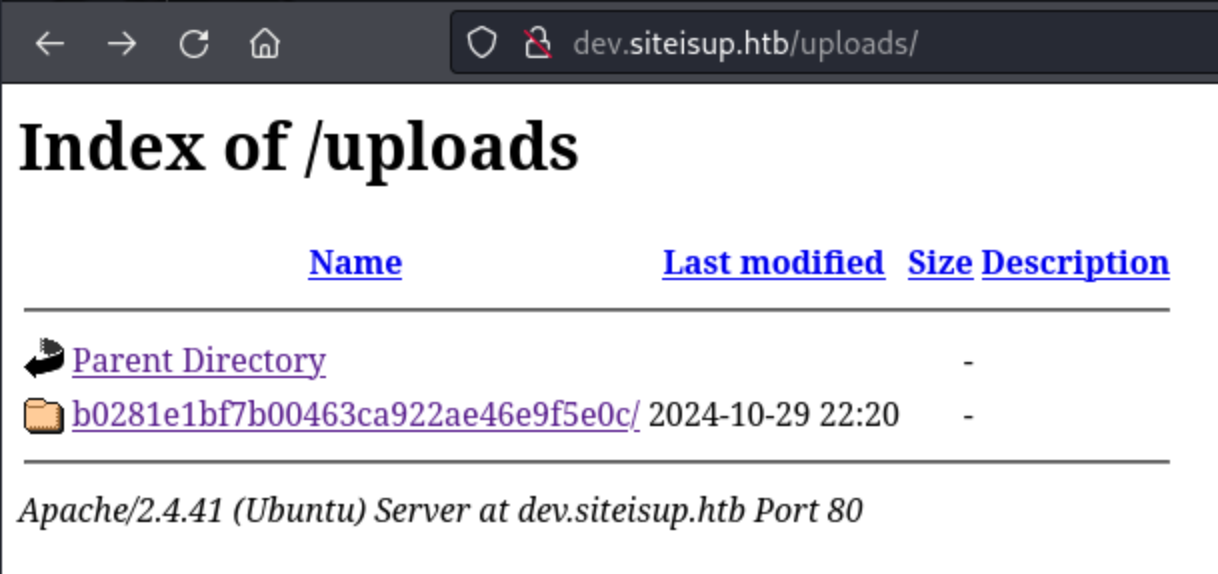 dev.siteisup.htb/uploads/
Index of /uploads
Name Last modified Size Description
Parent Directory -
b0281e1bf7b00463ca922ae46e9f5e0c/ 2024-10-29 22:20 -
Apache/2.4.41 (Ubuntu) Server at dev.siteisup.htb Port 80